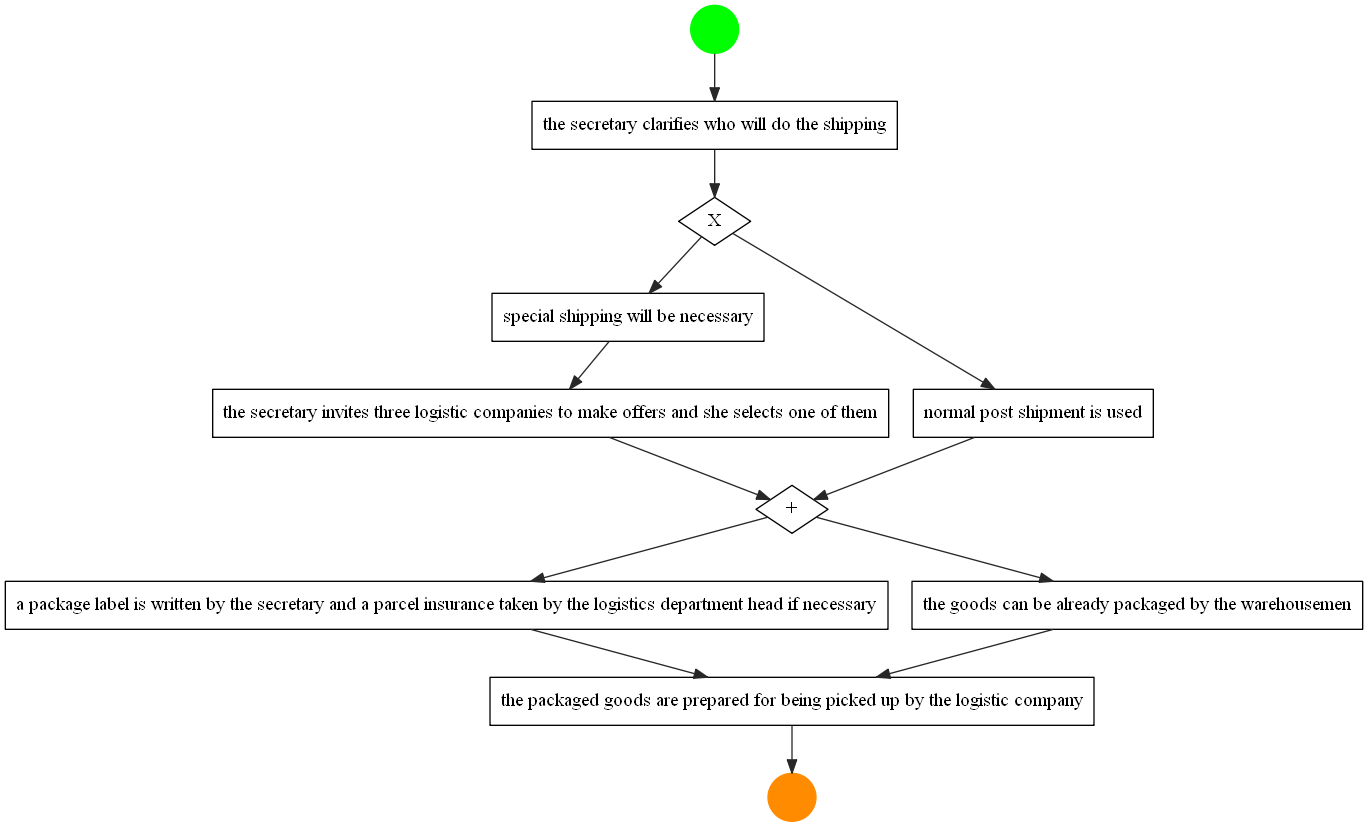 the secretary clarifies who will do the shipping
X
special shipping will be necessary
the secretary invites three logistic companies to make offers and she selects one of them
normal post shipment is used
+
a package label is written by the secretary and a parcel insurance taken by the logistics department head if necessary
the goods can be already packaged by the warehousemen
the packaged goods are prepared for being picked up by the logistic company